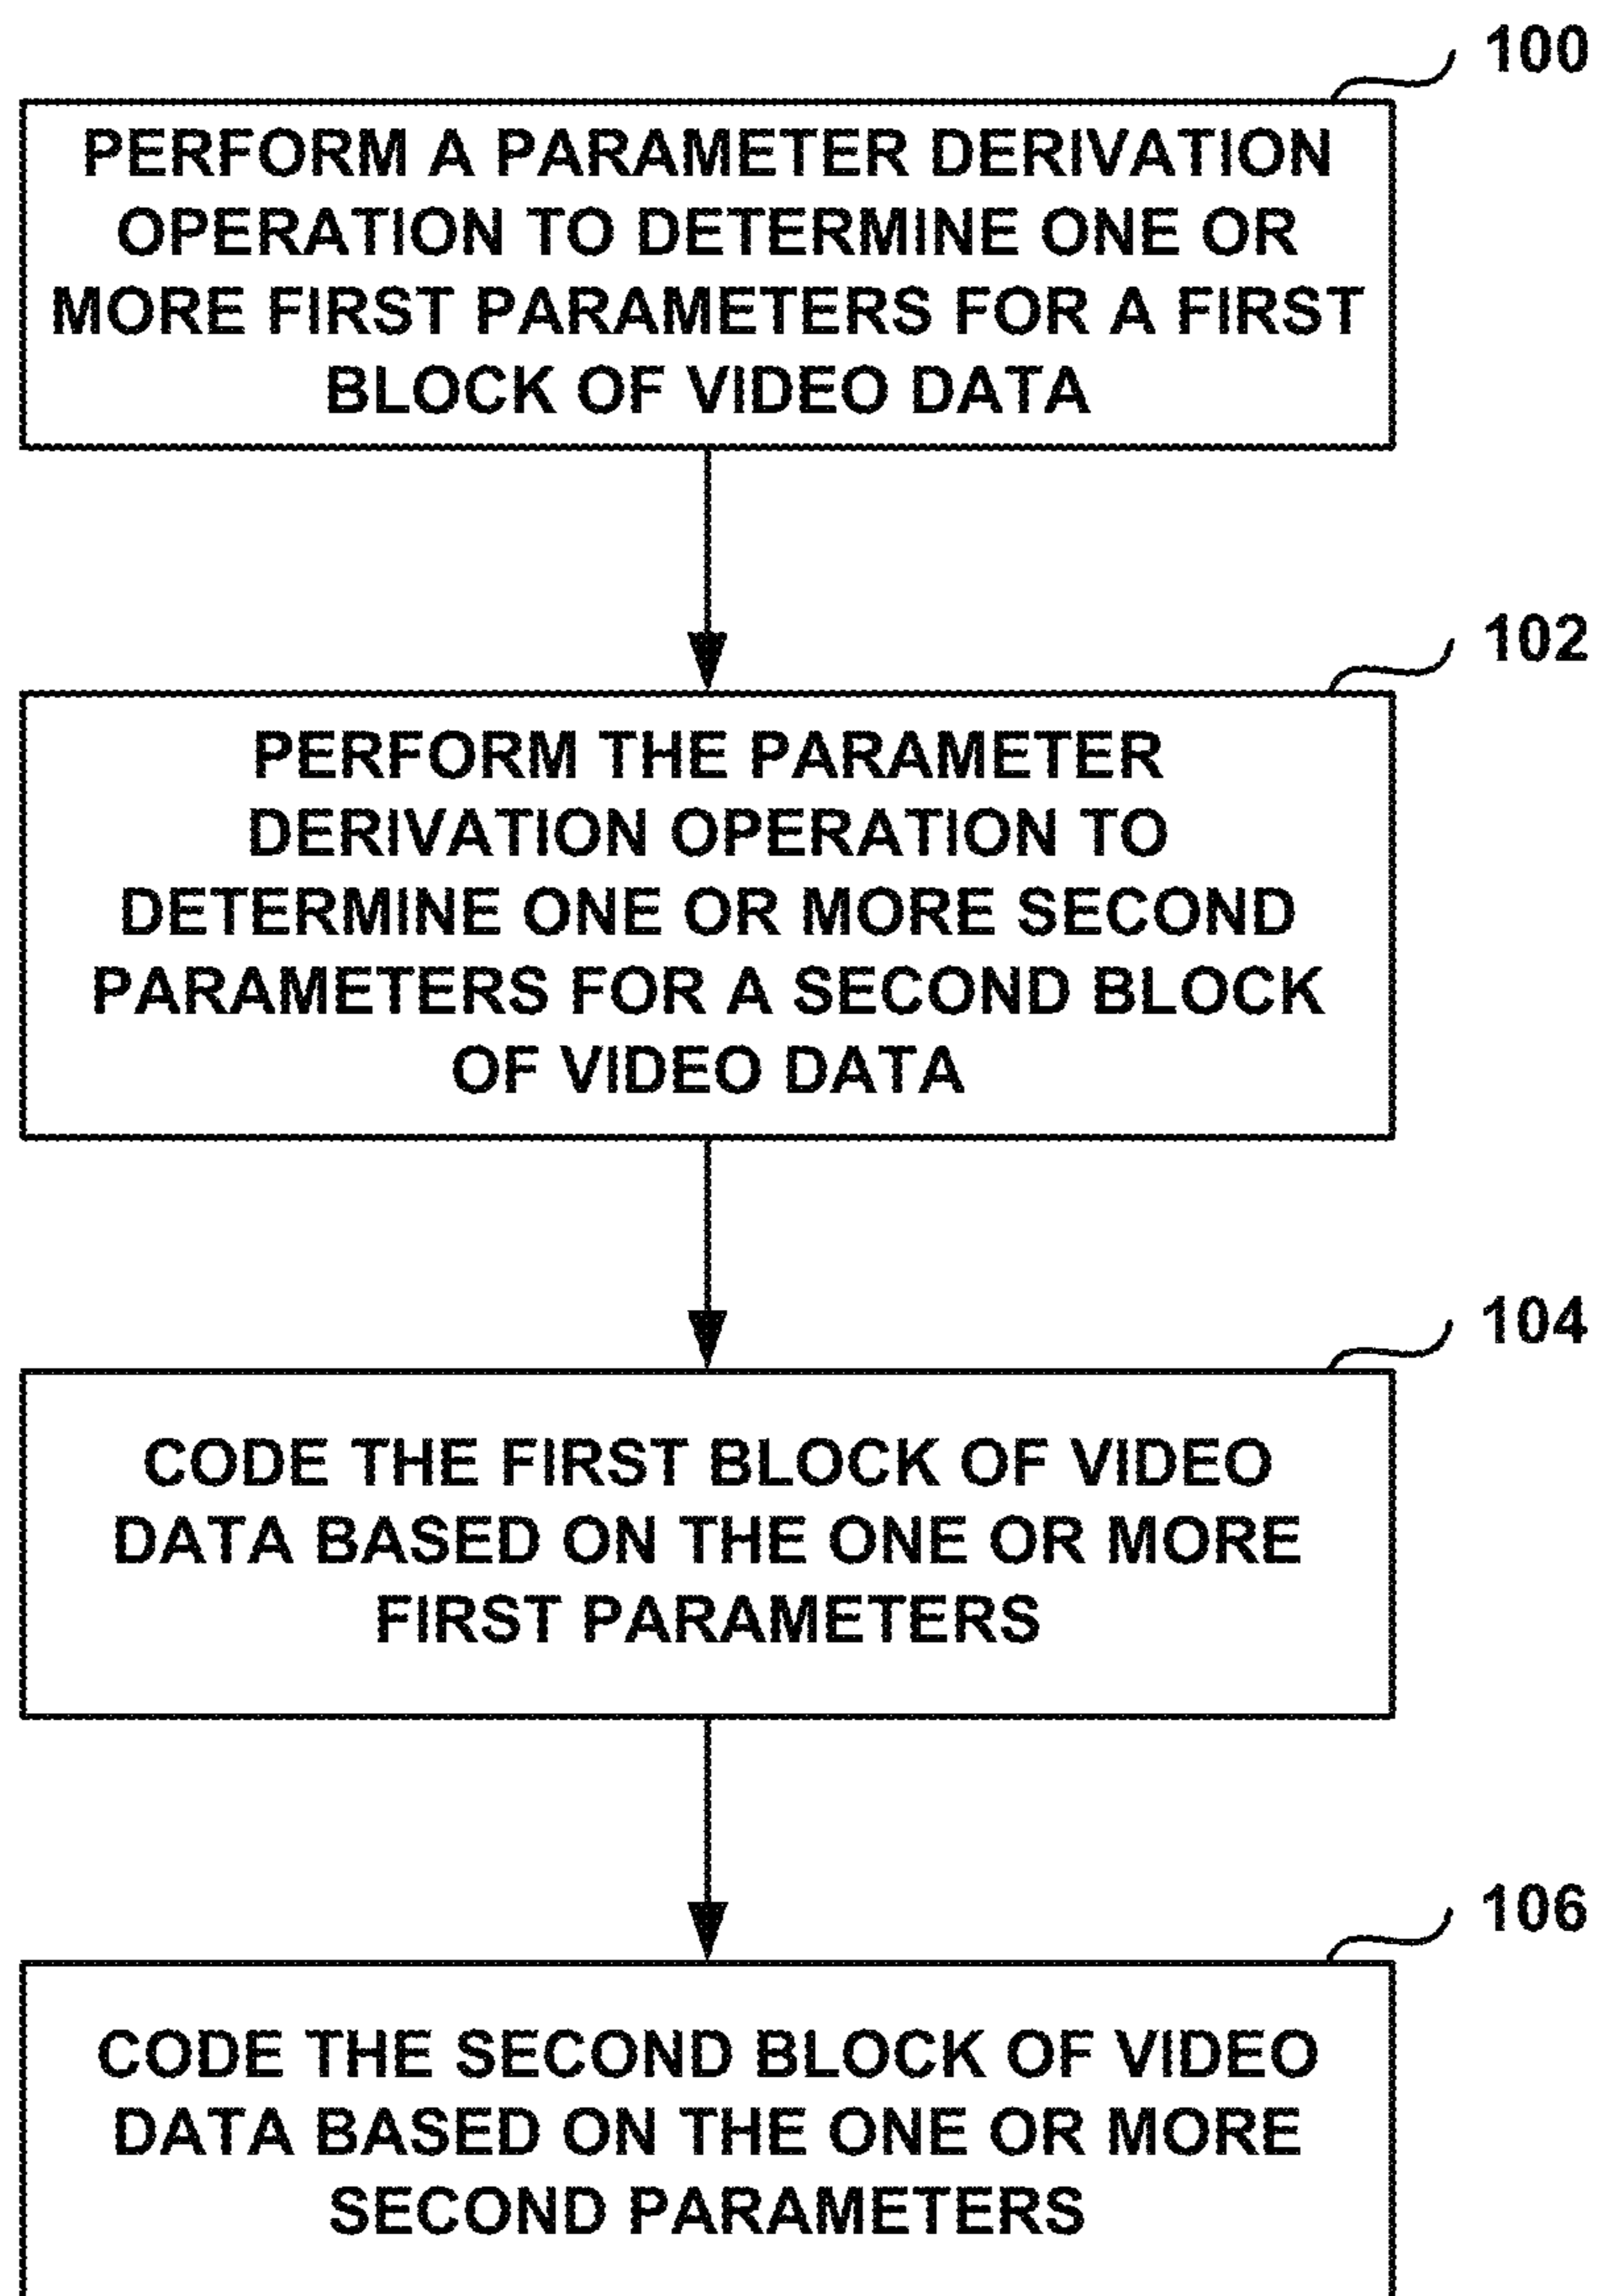 100
PERFORM A PARAMETER DERIVATION
OPERATION TO DETERMINE ONE OR
MORE FIRST PARAMETERS FOR A FIRST
BLOCK OF VIDEO DATA
102
PERFORM THE PARAMETER
DERIVATION OPERATION TO
DETERMINE ONE OR MORE SECOND
PARAMETERS FOR A SECOND BLOCK
OF VIDEO DATA
104
CODE THE FIRST BLOCK OF VIDEO
DATA BASED ON THE ONE OR MORE
FIRST PARAMETERS
106
CODE THE SECOND BLOCK OF VIDEO
DATA BASED ON THE ONE OR MORE
SECOND PARAMETERS